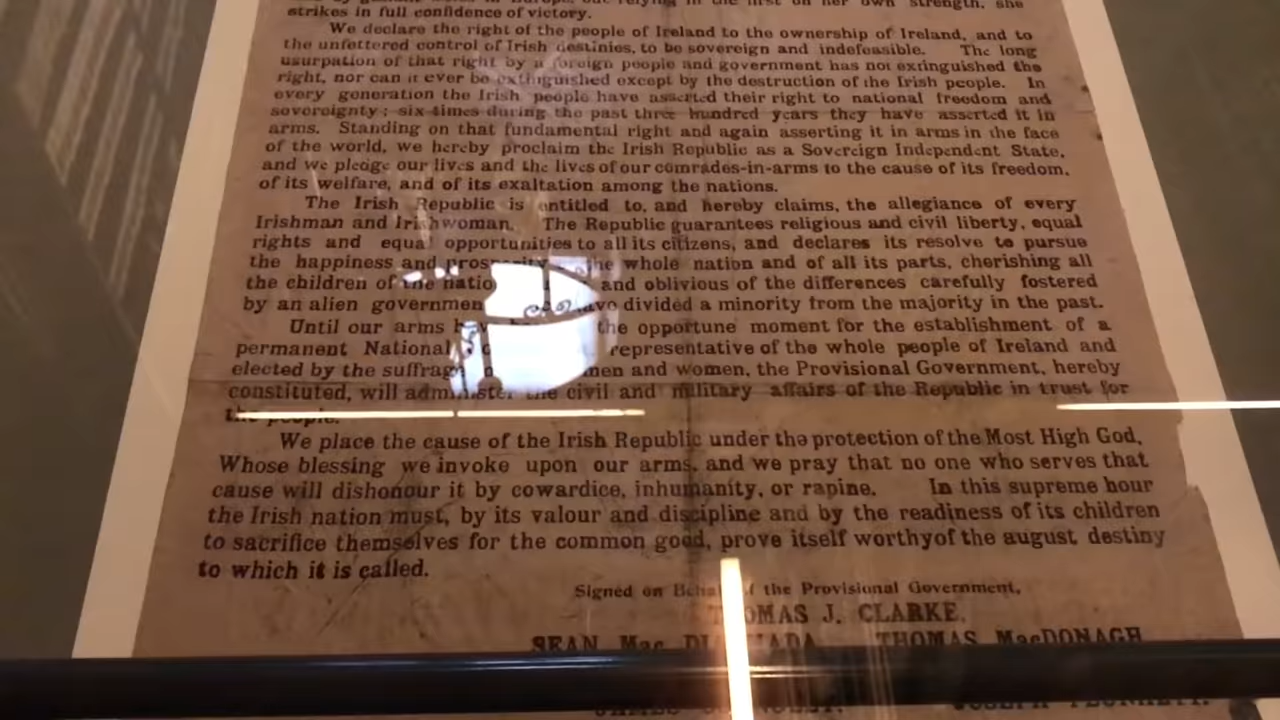 strikes in full confidence of victory.
We declare the right of the people of Ireland to the ownership of Ireland, and to
the unfettered control of Irish destinies, to be sovereign and indefeasible. The long
usurpation of that right by a foreign people and government has not extinguished the
right, nor can it ever be extinguished except by the destruction of the Irish people. In
every generation the Irish people have asserted their right to national freedom and
sovereignty; six times during the past three hundred years they have asserted it in
arms. Standing on that fundamental right and again asserting it in arms in the face
of the world, we hereby proclaim the Irish Republic as a Sovereign Independent State,
and we pledge our lives and the lives of our comrades-in-arms to the cause of its freedom,
of its welfare, and of its exaltation among the nations.
The Irish Republic is entitled to, and hereby claims, the allegiance of every
Irishman and Irishwoman. The Republic guarantees religious and civil liberty, equal
rights and equal opportunities to all its citizens, and declares its resolve to pursue
the happiness and the whole nation and of all its parts, cherishing all
the children of the and oblivious of the differences carefully fostered
by an alien divided a minority from the majority in the past.
Until our arms the opportune moment for the establishment of a
permanent National representative of the whole people of Ireland and
elected by the and women, the Provisional Government, hereby
constituted, will administer the civil and military affairs of the Republic in trust for
the people.
We place the cause of the Irish Republic under the protection of the Most High God,
Whose blessing we invoke upon our arms, and we pray that no one who serves that
cause will dishonour it by cowardice, inhumanity, or rapine. In this supreme hour
the Irish nation must, by its valour and discipline and by the readiness of its children
to sacrifice themselves for the common good, prove itself worthy of the august destiny
to which it is called.
Signed on Behalf of the Provisional Government,
THOMAS J. CLARKE,
SEAN Mac THOMAS MacDONAGH,